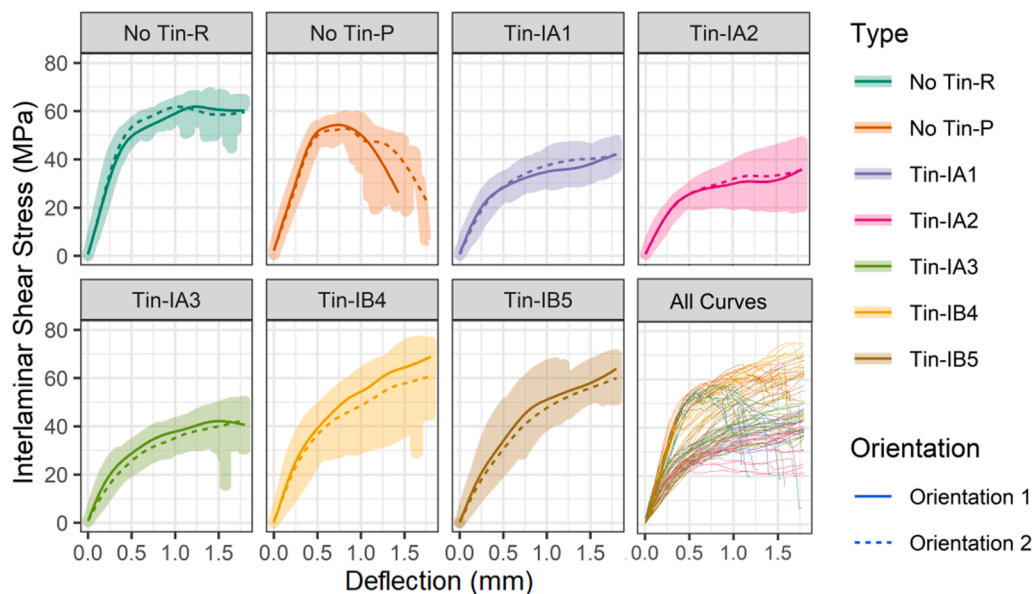 No Tin-R No Tin-P Tin-IA1 Tin-IA2
80
60
40
20
0
Tin-IA3 Tin-IB4 Tin-IB5 All Curves
80
60
40
20
0
0.0 0.5 1.0 1.5 0.0 0.5 1.0 1.5 0.0 0.5 1.0 1.5 0.0 0.5 1.0 1.5
Interlaminar Shear Stress (MPa)
Deflection (mm)
Type
No Tin-R
No Tin-P
Tin-IA1
Tin-IA2
Tin-IA3
Tin-IB4
Tin-IB5
Orientation
Orientation 1
Orientation 2